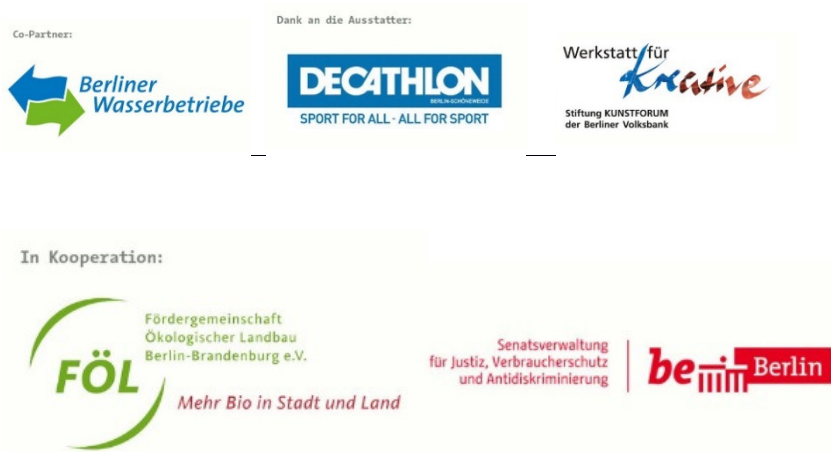 Dank an die Ausstatter:
Co-Partner:
Berliner
Wasserbetriebe
DECATHLON
BERLIN-SCHÖNEWEIDE
SPORT FOR ALL - ALL FOR SPORT
Werkstatt für
Kreative
Stiftung KUNSTFORUM
der Berliner Volksbank
In Kooperation:
FÖL
Fördergemeinschaft
Ökologischer Landbau
Berlin-Brandenburg e.V.
Mehr Bio in Stadt und Land
Senatsverwaltung
für Justiz, Verbraucherschutz
und Antidiskriminierung
be Berlin